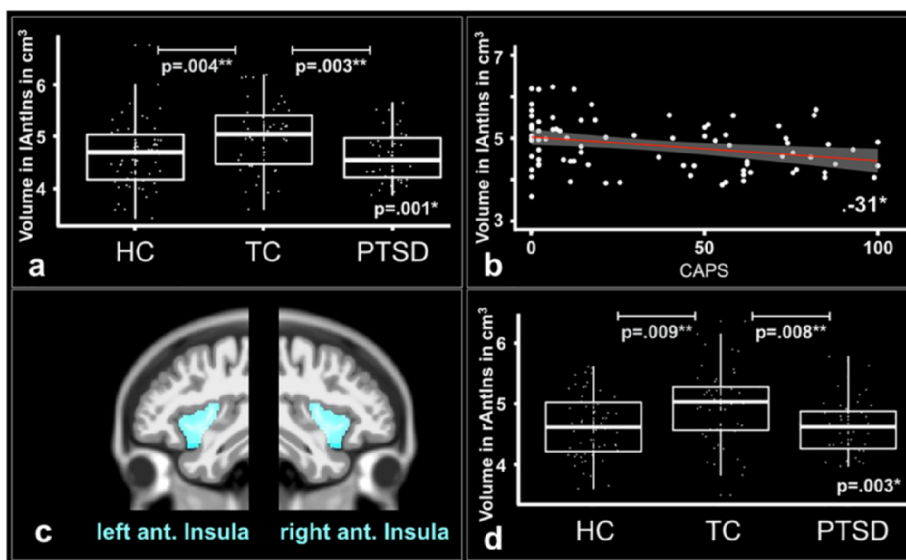 Volume in lAntIns in cm³
6
5
4
p=.004**
p=.003**
p=.001*
HC
TC
PTSD
a
Volume in lAntIns in cm³
7
5
3
.-31*
0
50
100
CAPS
b
c
left ant. Insula
right ant. Insula
Volume in rAntIns in cm³
6
5
4
p=.009**
p=.008**
p=.003*
HC
TC
PTSD
d